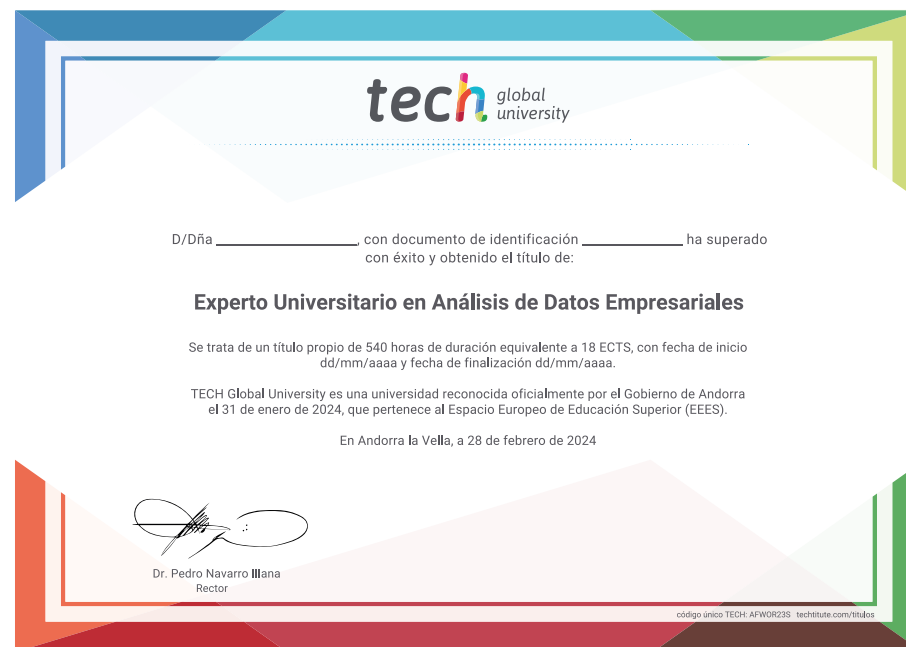 tech global university
D/Dña ________________, con documento de identificación ____________ ha superado
con éxito y obtenido el título de:
Experto Universitario en Análisis de Datos Empresariales
Se trata de un título propio de 540 horas de duración equivalente a 18 ECTS, con fecha de inicio
dd/mm/aaaa y fecha de finalización dd/mm/aaaa.
TECH Global University es una universidad reconocida oficialmente por el Gobierno de Andorra
el 31 de enero de 2024, que pertenece al Espacio Europeo de Educación Superior (EEES).
En Andorra la Vella, a 28 de febrero de 2024
Dr. Pedro Navarro Illana
Rector
código único TECH: AFWOR23S techtitute.com/titulos